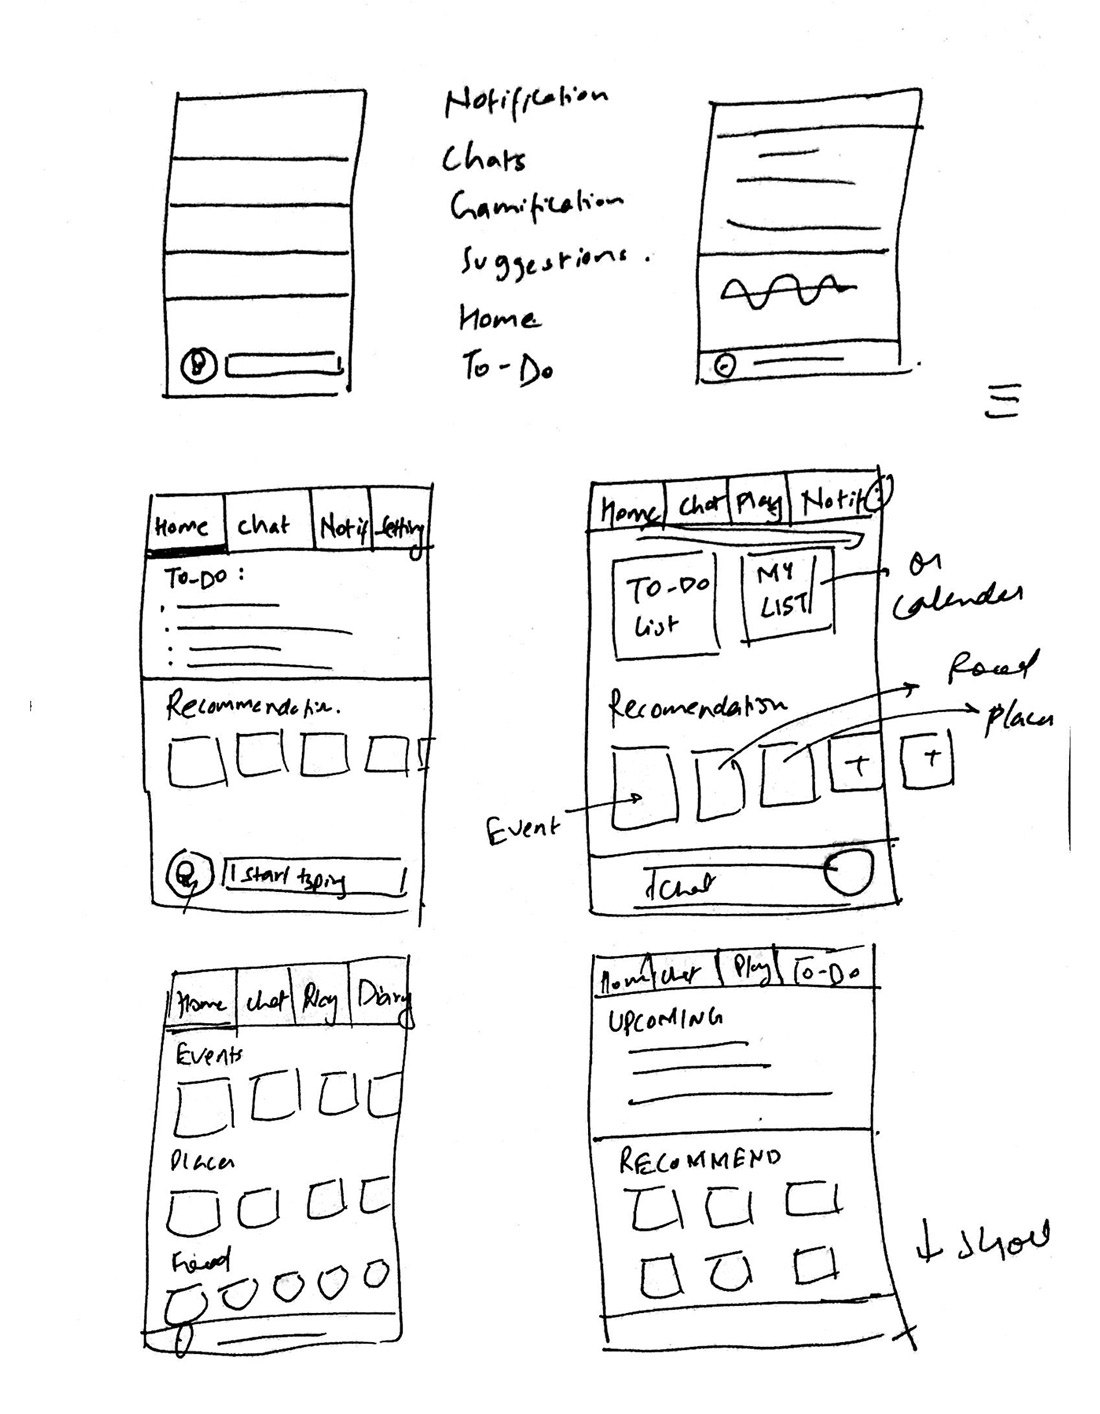 Notification
Chats
Gamification
Suggestions.
Home
To-Do
Home chat Notif Setting
To-DO :
Recommendation.
start typing
Home Chat Play Notif
TO-DO
List
MY
LIST
or
Calender
Recomendation
Places
Event
Chat
Home chat Play Diary
Events
Places
Friend
Home chat Play To-Do
UPCOMING
RECOMMEND